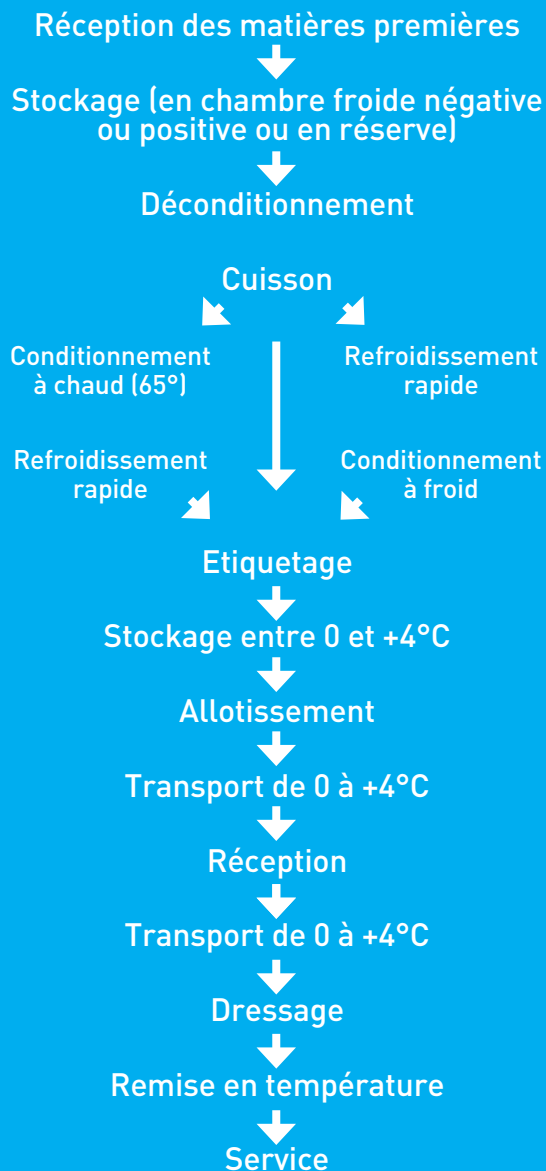 Réception des matières premières
Stockage (en chambre froide négative
ou positive ou en réserve)
Déconditionnement
Cuisson
Conditionnement
à chaud (65°)
Refroidissement
rapide
Refroidissement
rapide
Conditionnement
à froid
Etiquetage
Stockage entre 0 et +4°C
Allotissement
Transport de 0 à +4°C
Réception
Transport de 0 à +4°C
Dressage
Remise en température
Service